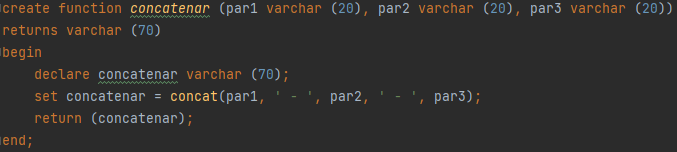 create function concatenar (par1 varchar (20), par2 varchar (20), par3 varchar (20))
returns varchar (70)
begin
    declare concatenar varchar (70);
    set concatenar = concat(par1, ' - ', par2, ' - ', par3);
    return (concatenar);
end;